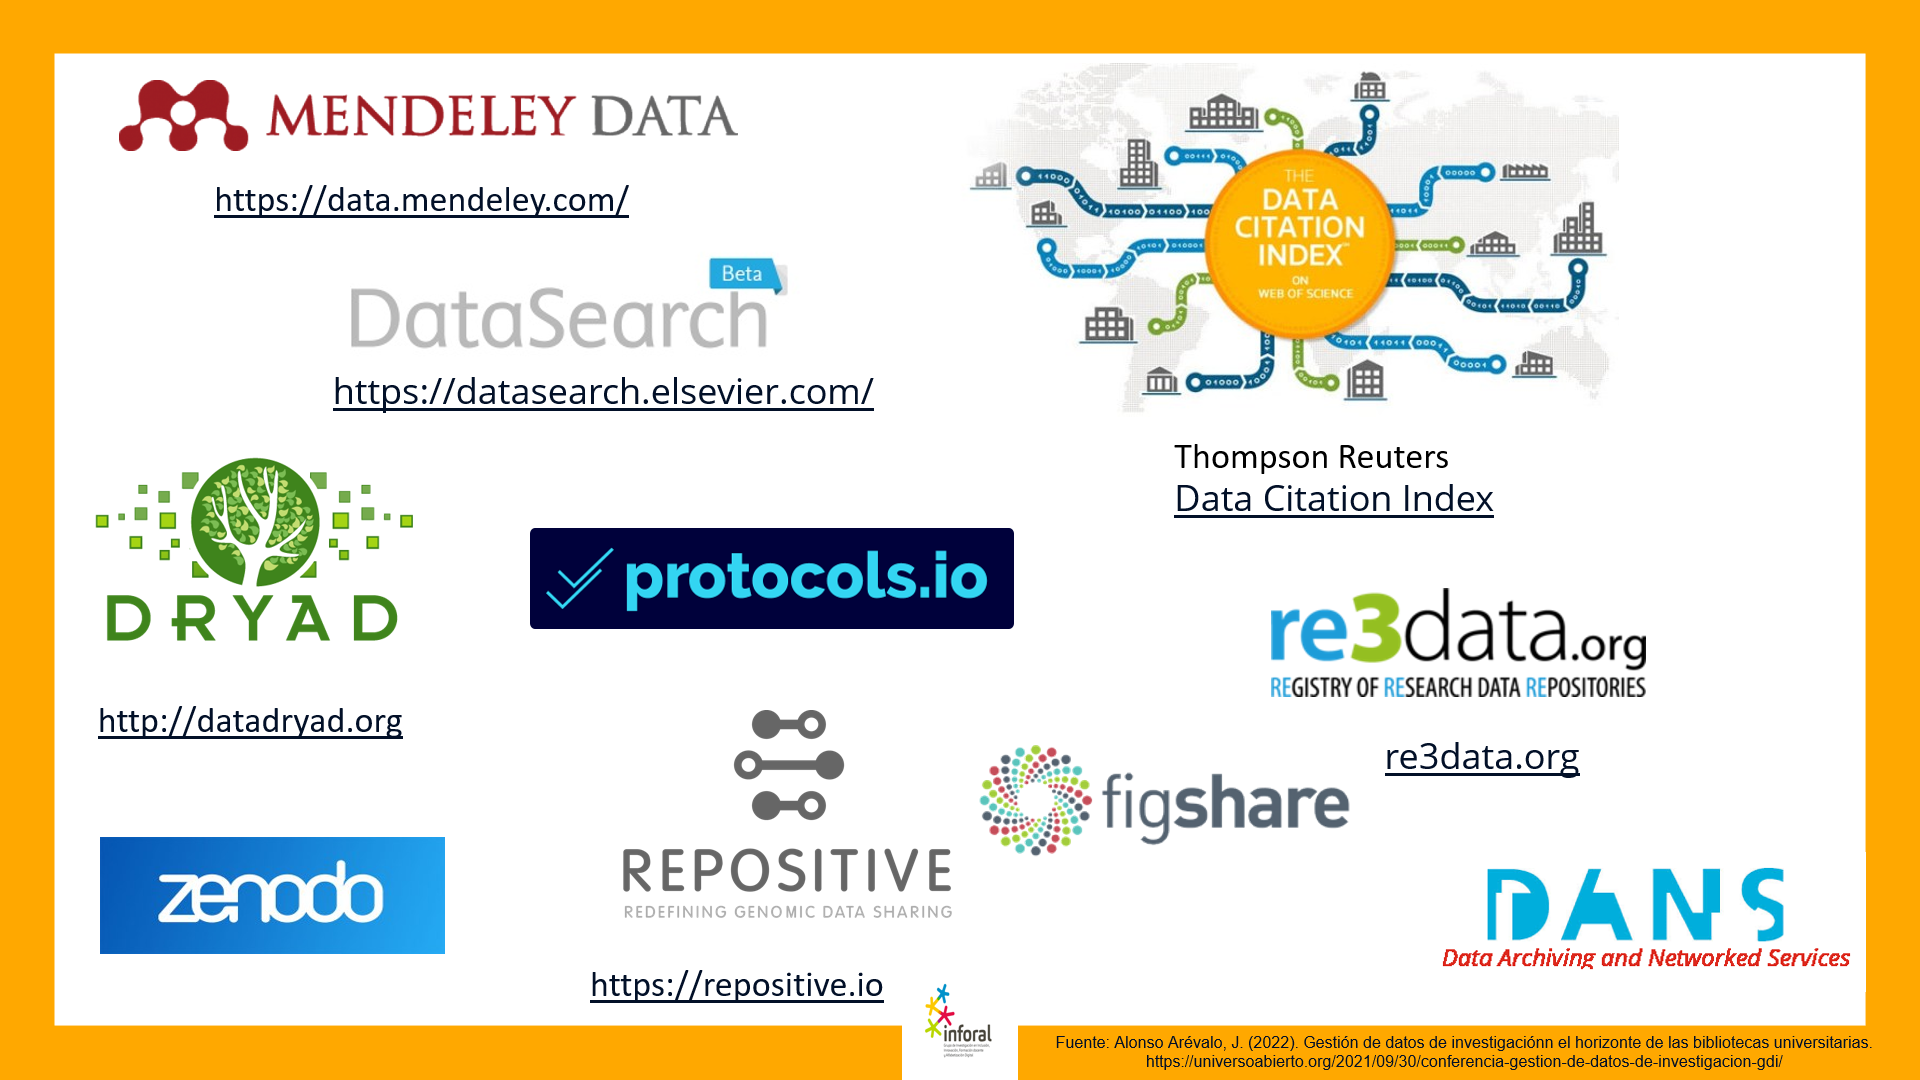 MENDELEY DATA
https://data.mendeley.com/
Beta
DataSearch
https://datasearch.elsevier.com/
THE
DATA
CITATION
INDEX™
ON
WEB OF SCIENCE
Thompson Reuters
Data Citation Index
DRYAD
http://datadryad.org
protocols.io
re3data.org
REGISTRY OF RESEARCH DATA REPOSITORIES
re3data.org
REPOSITIVE
REDEFINING GENOMIC DATA SHARING
https://repositive.io
figshare
zenodo
DANS
Data Archiving and Networked Services
inforal
Fuente: Alonso Arévalo, J. (2022). Gestión de datos de investigaciónn el horizonte de las bibliotecas universitarias.
https://universoabierto.org/2021/09/30/conferencia-gestion-de-datos-de-investigacion-gdi/